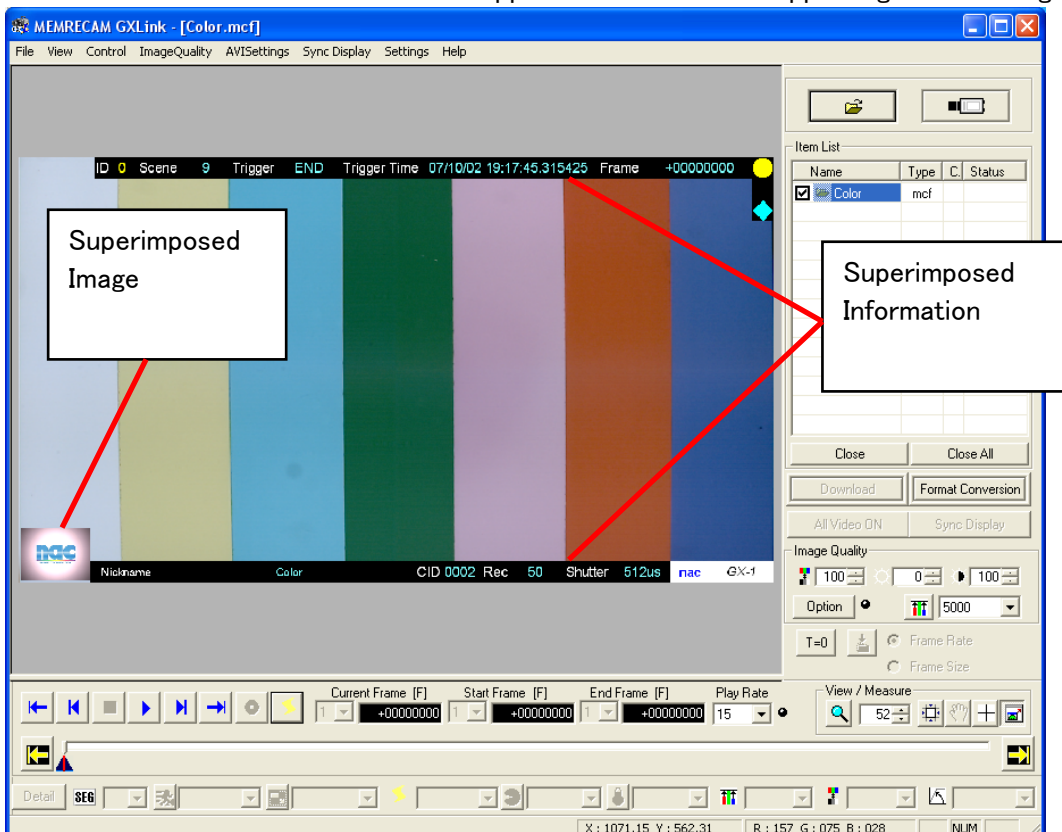 MEMRECAM GXLink - [Color.mcf]
File View Control ImageQuality AVISettings Sync Display Settings Help
ID 0 Scene 9 Trigger END Trigger Time 07/10/02 19:17:45.315425 Frame +00000000
Superimposed
Image
Item List
Name Type C. Status
Color mcf
Superimposed
Information
Close Close All
Download Format Conversion
All Video ON Sync Display
nac
Nickname Color CID 0002 Rec 50 Shutter 512us nac GX-1
Image Quality
100 0 100
Option 5000
T=0 Frame Rate
Frame Size
Current Frame [F] Start Frame [F] End Frame [F] Play Rate View / Measure
1 +00000000 1 +00000000 1 +00000000 15 52
Detail SEG
X : 1071.15 Y : 562.31 R : 157 G : 075 B : 028 NUM